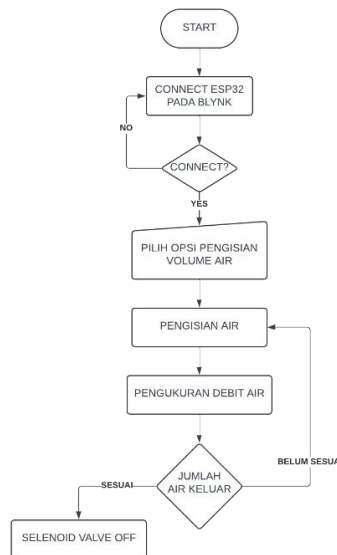 START
CONNECT ESP32
PADA BLYNK
NO
CONNECT?
YES
PILIH OPSI PENGISIAN
VOLUME AIR
PENGISIAN AIR
PENGUKURAN DEBIT AIR
BELUM SESUA
SESUAI
JUMLAH
AIR KELUAR
SELENOID VALVE OFF